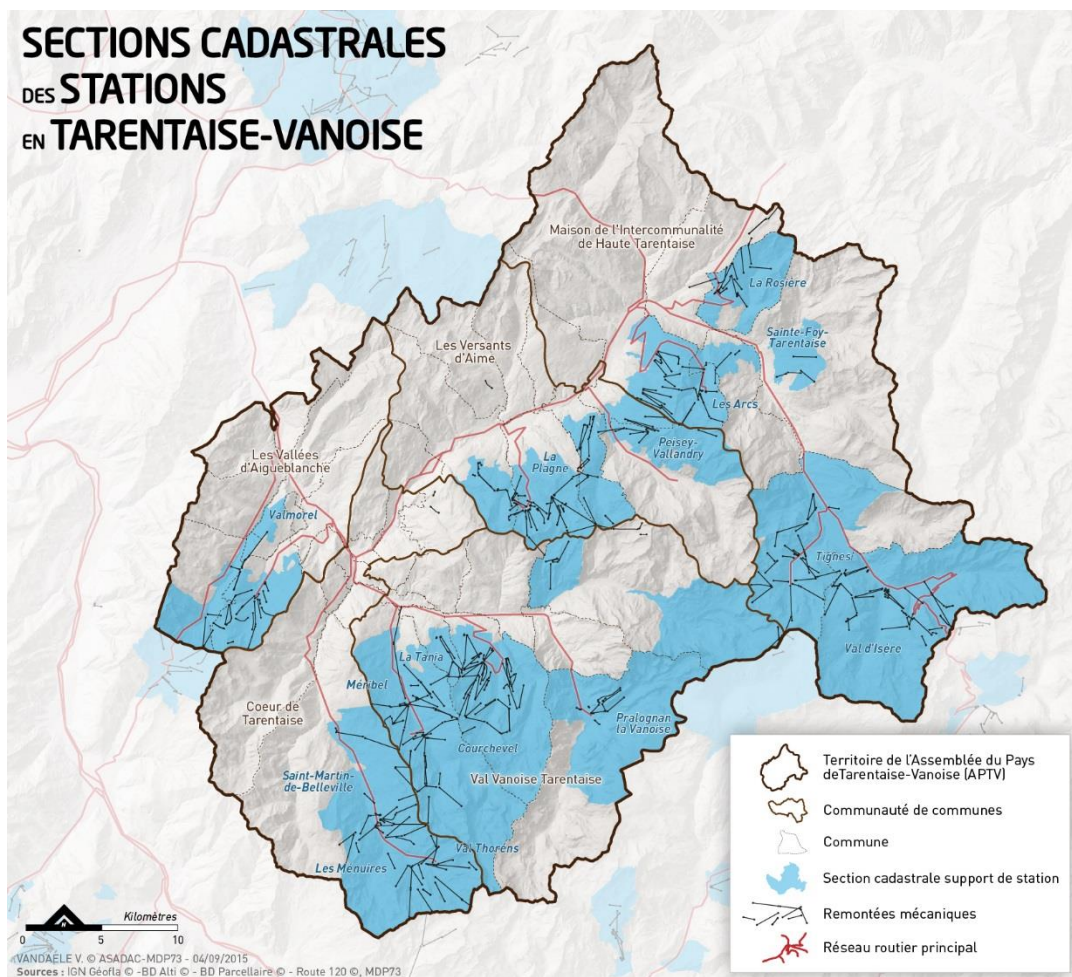 SECTIONS CADASTRALES
DES STATIONS
EN TARENTAISE-VANOISE
Maison de l'Intercommunalité
de Haute Tarentaise
La Rosière
Les Versants
d'Aime
Sainte-Foy-
Tarentaise
Les Arcs
Les Vallées
d'Aigueblanche
La
Plagne
Peisey-
Vallandry
Valmorel
Tignes
Val d'Isère
La Tania
Méribel
Coeur de
Tarentaise
Pralognan
la Vanoise
Courchevel
Saint-Martin-
de-Belleville
Val Vanoise Tarentaise
Val Thorens
Les Menuires
Territoire de l'Assemblée du Pays
deTarentaise-Vanoise (APTV)
Communauté de communes
Commune
Section cadastrale support de station
Remontées mécaniques
Réseau routier principal
N
Kilomètres
0 5 10
VANDAELE V. © ASADAC-MDP73 - 04/09/2015
Sources : IGN Géofla © -BD Alti © - BD Parcellaire © - Route 120 ©, MDP73